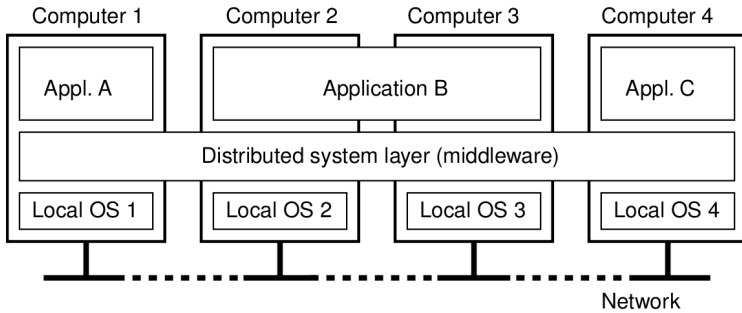 Computer 1
Computer 2
Computer 3
Computer 4
Appl. A
Application B
Appl. C
Distributed system layer (middleware)
Local OS 1
Local OS 2
Local OS 3
Local OS 4
Network